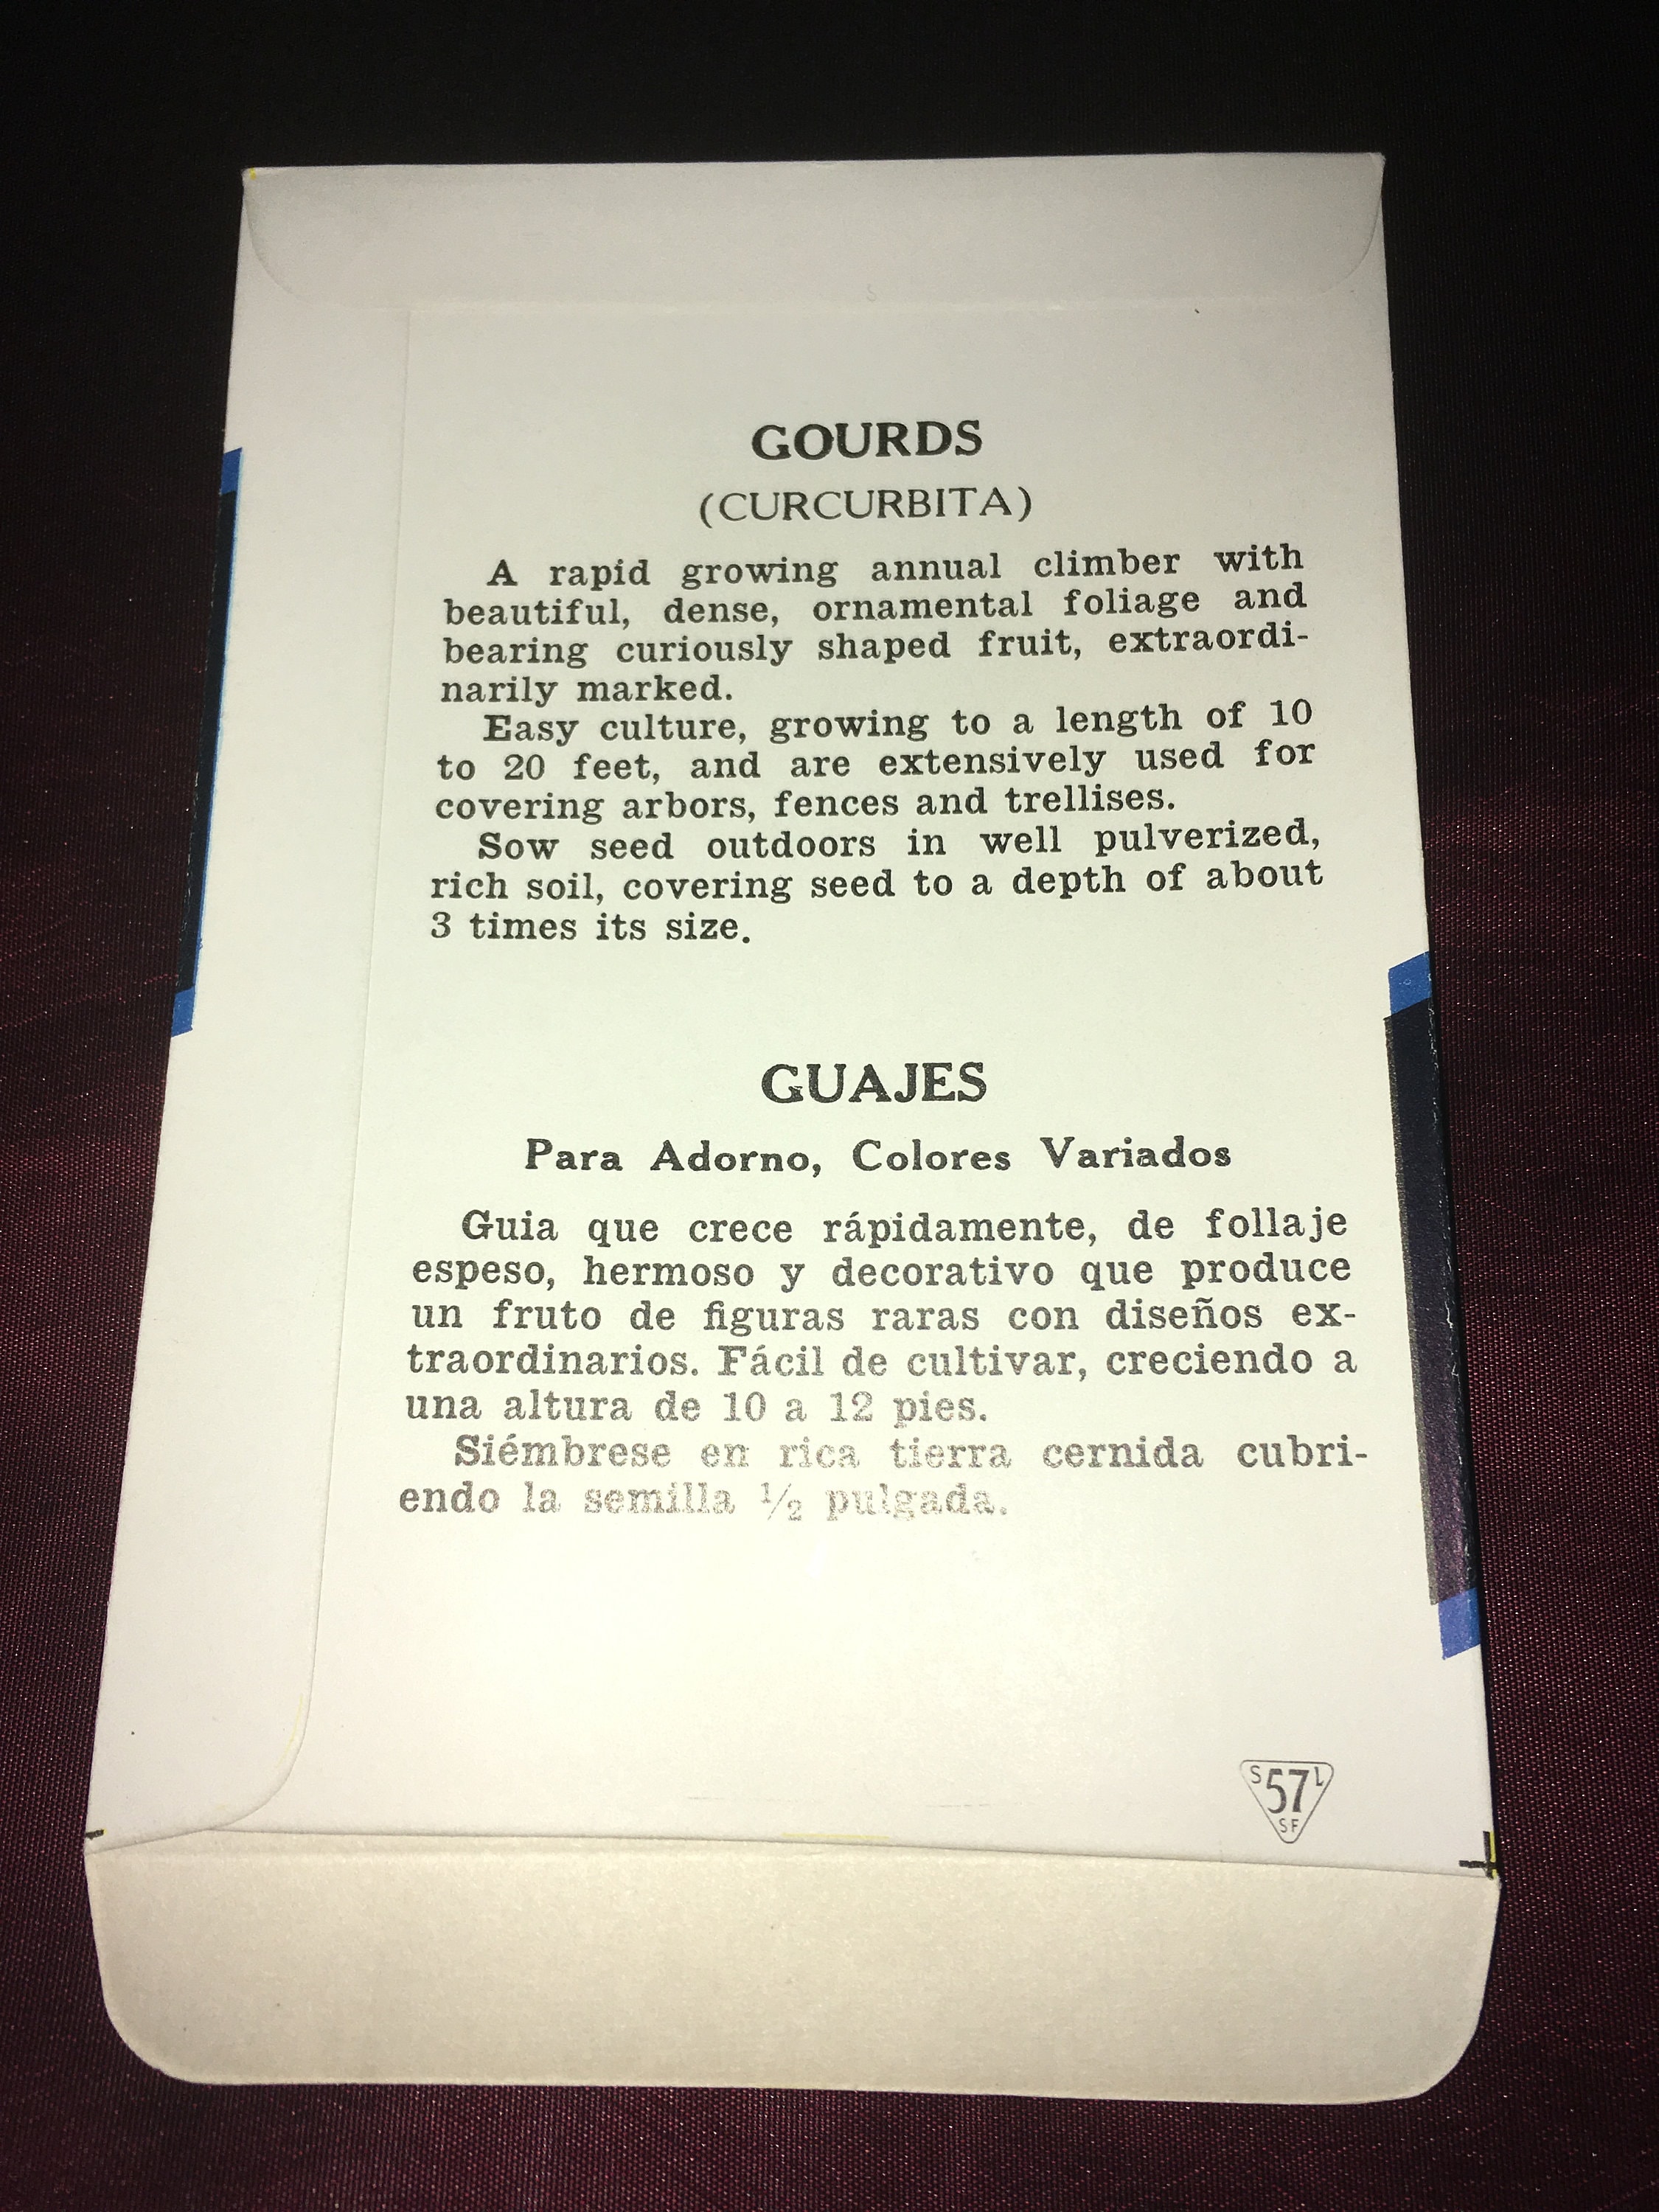 GOURDS
(CURCURBITA)
A rapid growing annual climber with
beautiful, dense, ornamental foliage and
bearing curiously shaped fruit, extraordi-
narily marked.
Easy culture, growing to a length of 10
to 20 feet, and are extensively used for
covering arbors, fences and trellises.
Sow seed outdoors in well pulverized,
rich soil, covering seed to a depth of about
3 times its size.
GUAJES
Para Adorno, Colores Variados
Guia que crece rápidamente, de follaje
espeso, hermoso y decorativo que produce
un fruto de figuras raras con diseños ex-
traordinarios. Fácil de cultivar, creciendo a
una altura de 10 a 12 pies.
Siémbrese en rica tierra cernida cubri-
endo la semilla ½ pulgada.
S 57 L
SF